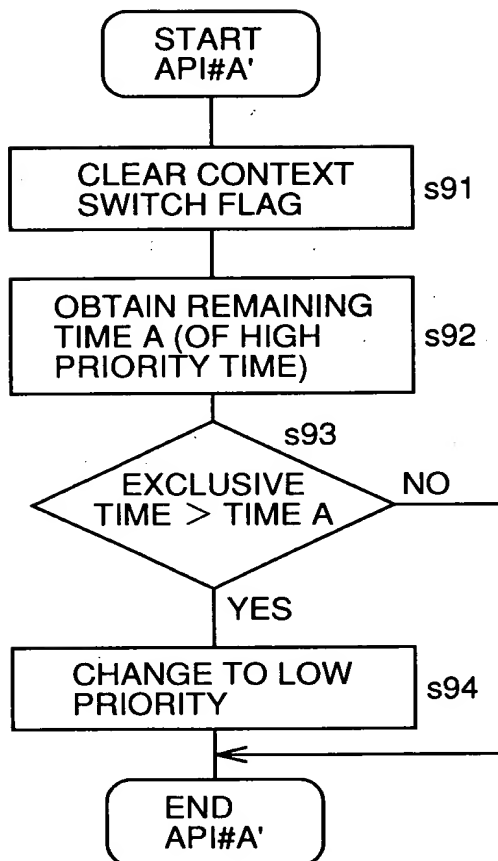 START
API#A'
CLEAR CONTEXT
SWITCH FLAG
s91
OBTAIN REMAINING
TIME A (OF HIGH
PRIORITY TIME)
s92
s93
EXCLUSIVE
TIME > TIME A
NO
YES
CHANGE TO LOW
PRIORITY
s94
END
API#A'